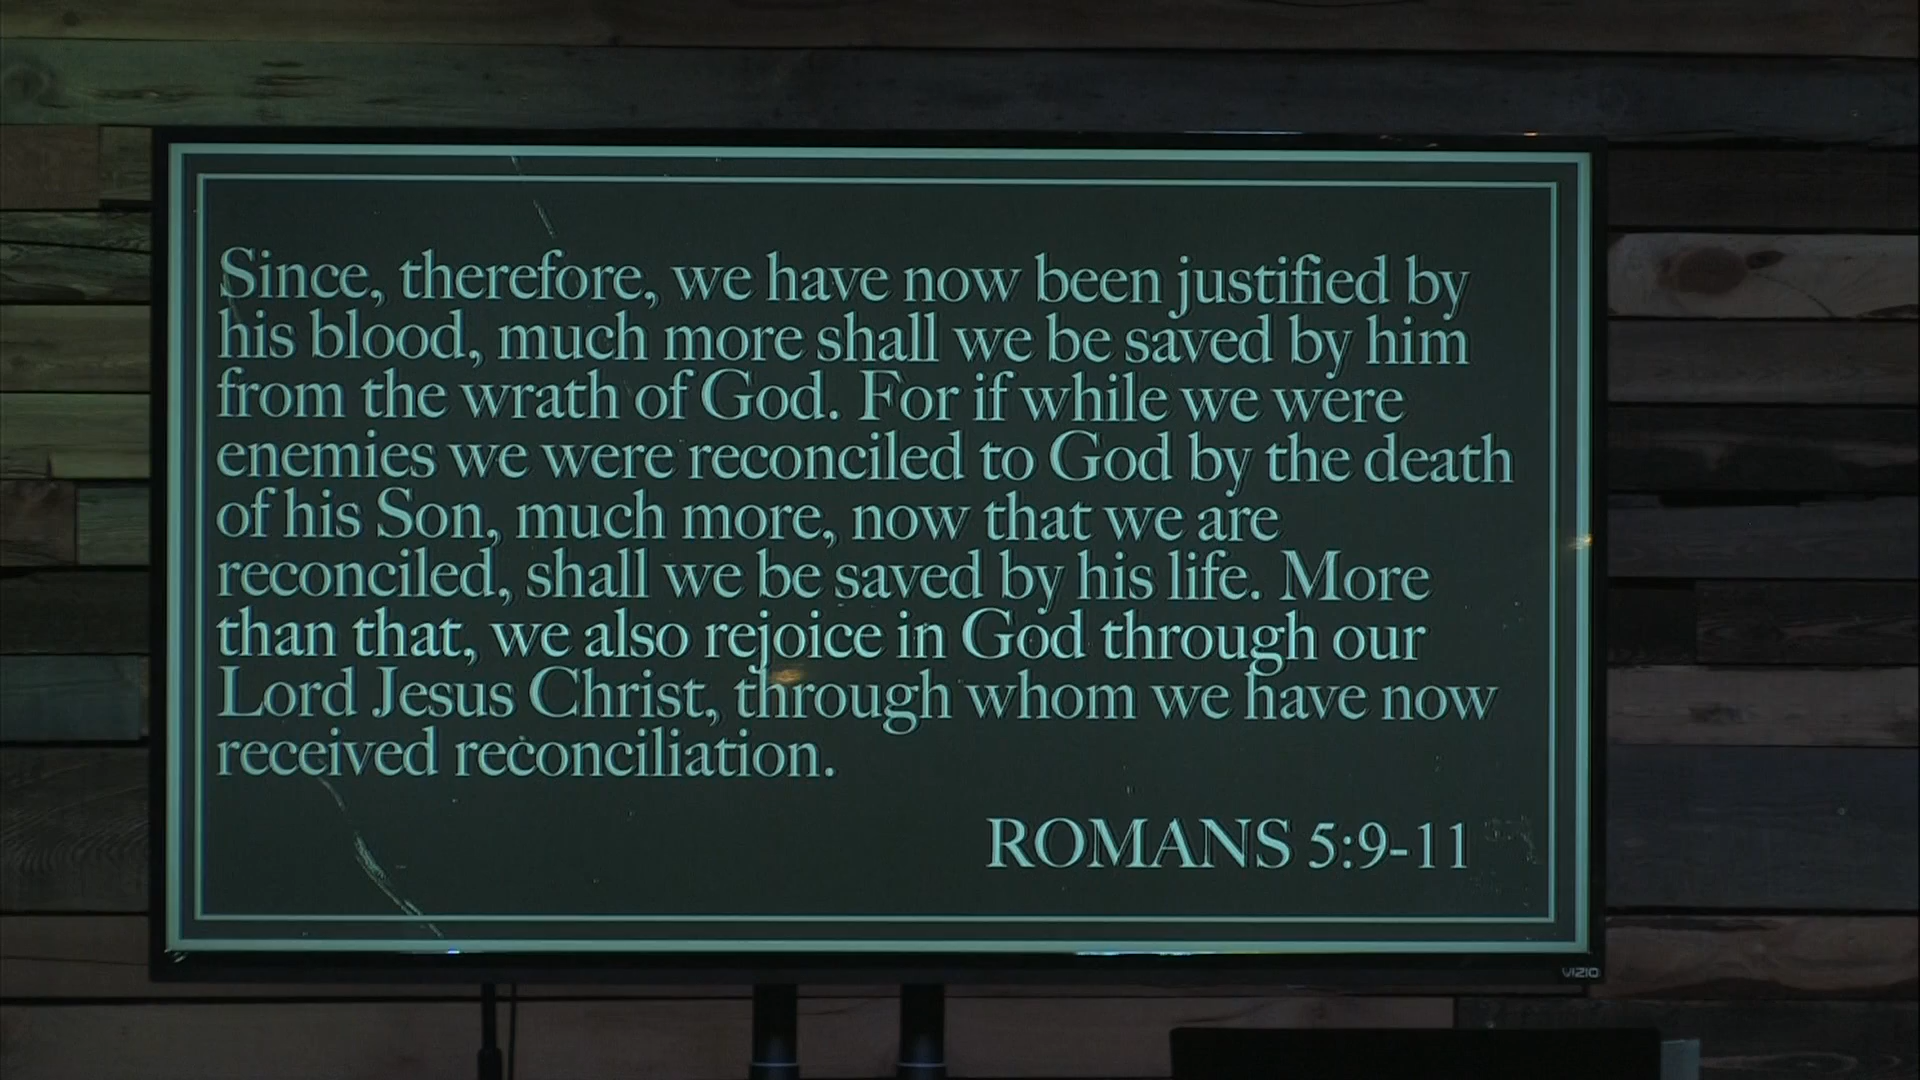 Since, therefore, we have now been justified by
his blood, much more shall we be saved by him
from the wrath of God. For if while we were
enemies we were reconciled to God by the death
of his Son, much more, now that we are
reconciled, shall we be saved by his life. More
than that, we also rejoice in God through our
Lord Jesus Christ, through whom we have now
received reconciliation.
ROMANS 5:9-11
VIZIO